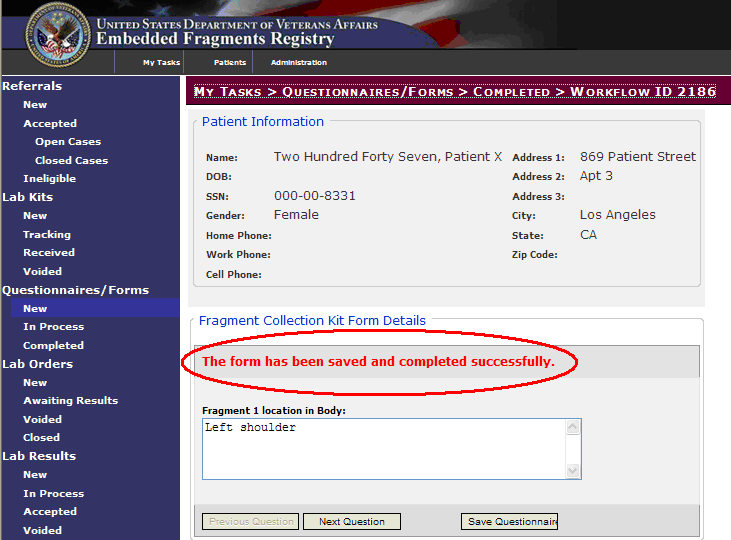 United States Department of Veterans Affairs
Embedded Fragments Registry
My Tasks Patients Administration
Referrals
New
Accepted
Open Cases
Closed Cases
Ineligible
Lab Kits
New
Tracking
Received
Voided
Questionnaires/Forms
New
In Process
Completed
Lab Orders
New
Awaiting Results
Voided
Closed
Lab Results
New
In Process
Accepted
Voided
My Tasks > Questionnaires/Forms > Completed > Workflow ID 2186
Patient Information
Name: Two Hundred Forty Seven, Patient X Address 1: 869 Patient Street
DOB: Address 2: Apt 3
SSN: 000-00-8331 Address 3:
Gender: Female City: Los Angeles
Home Phone: State: CA
Work Phone: Zip Code:
Cell Phone:
Fragment Collection Kit Form Details
The form has been saved and completed successfully.
Fragment 1 location in Body:
Left shoulder
Previous Question Next Question Save Questionnaire